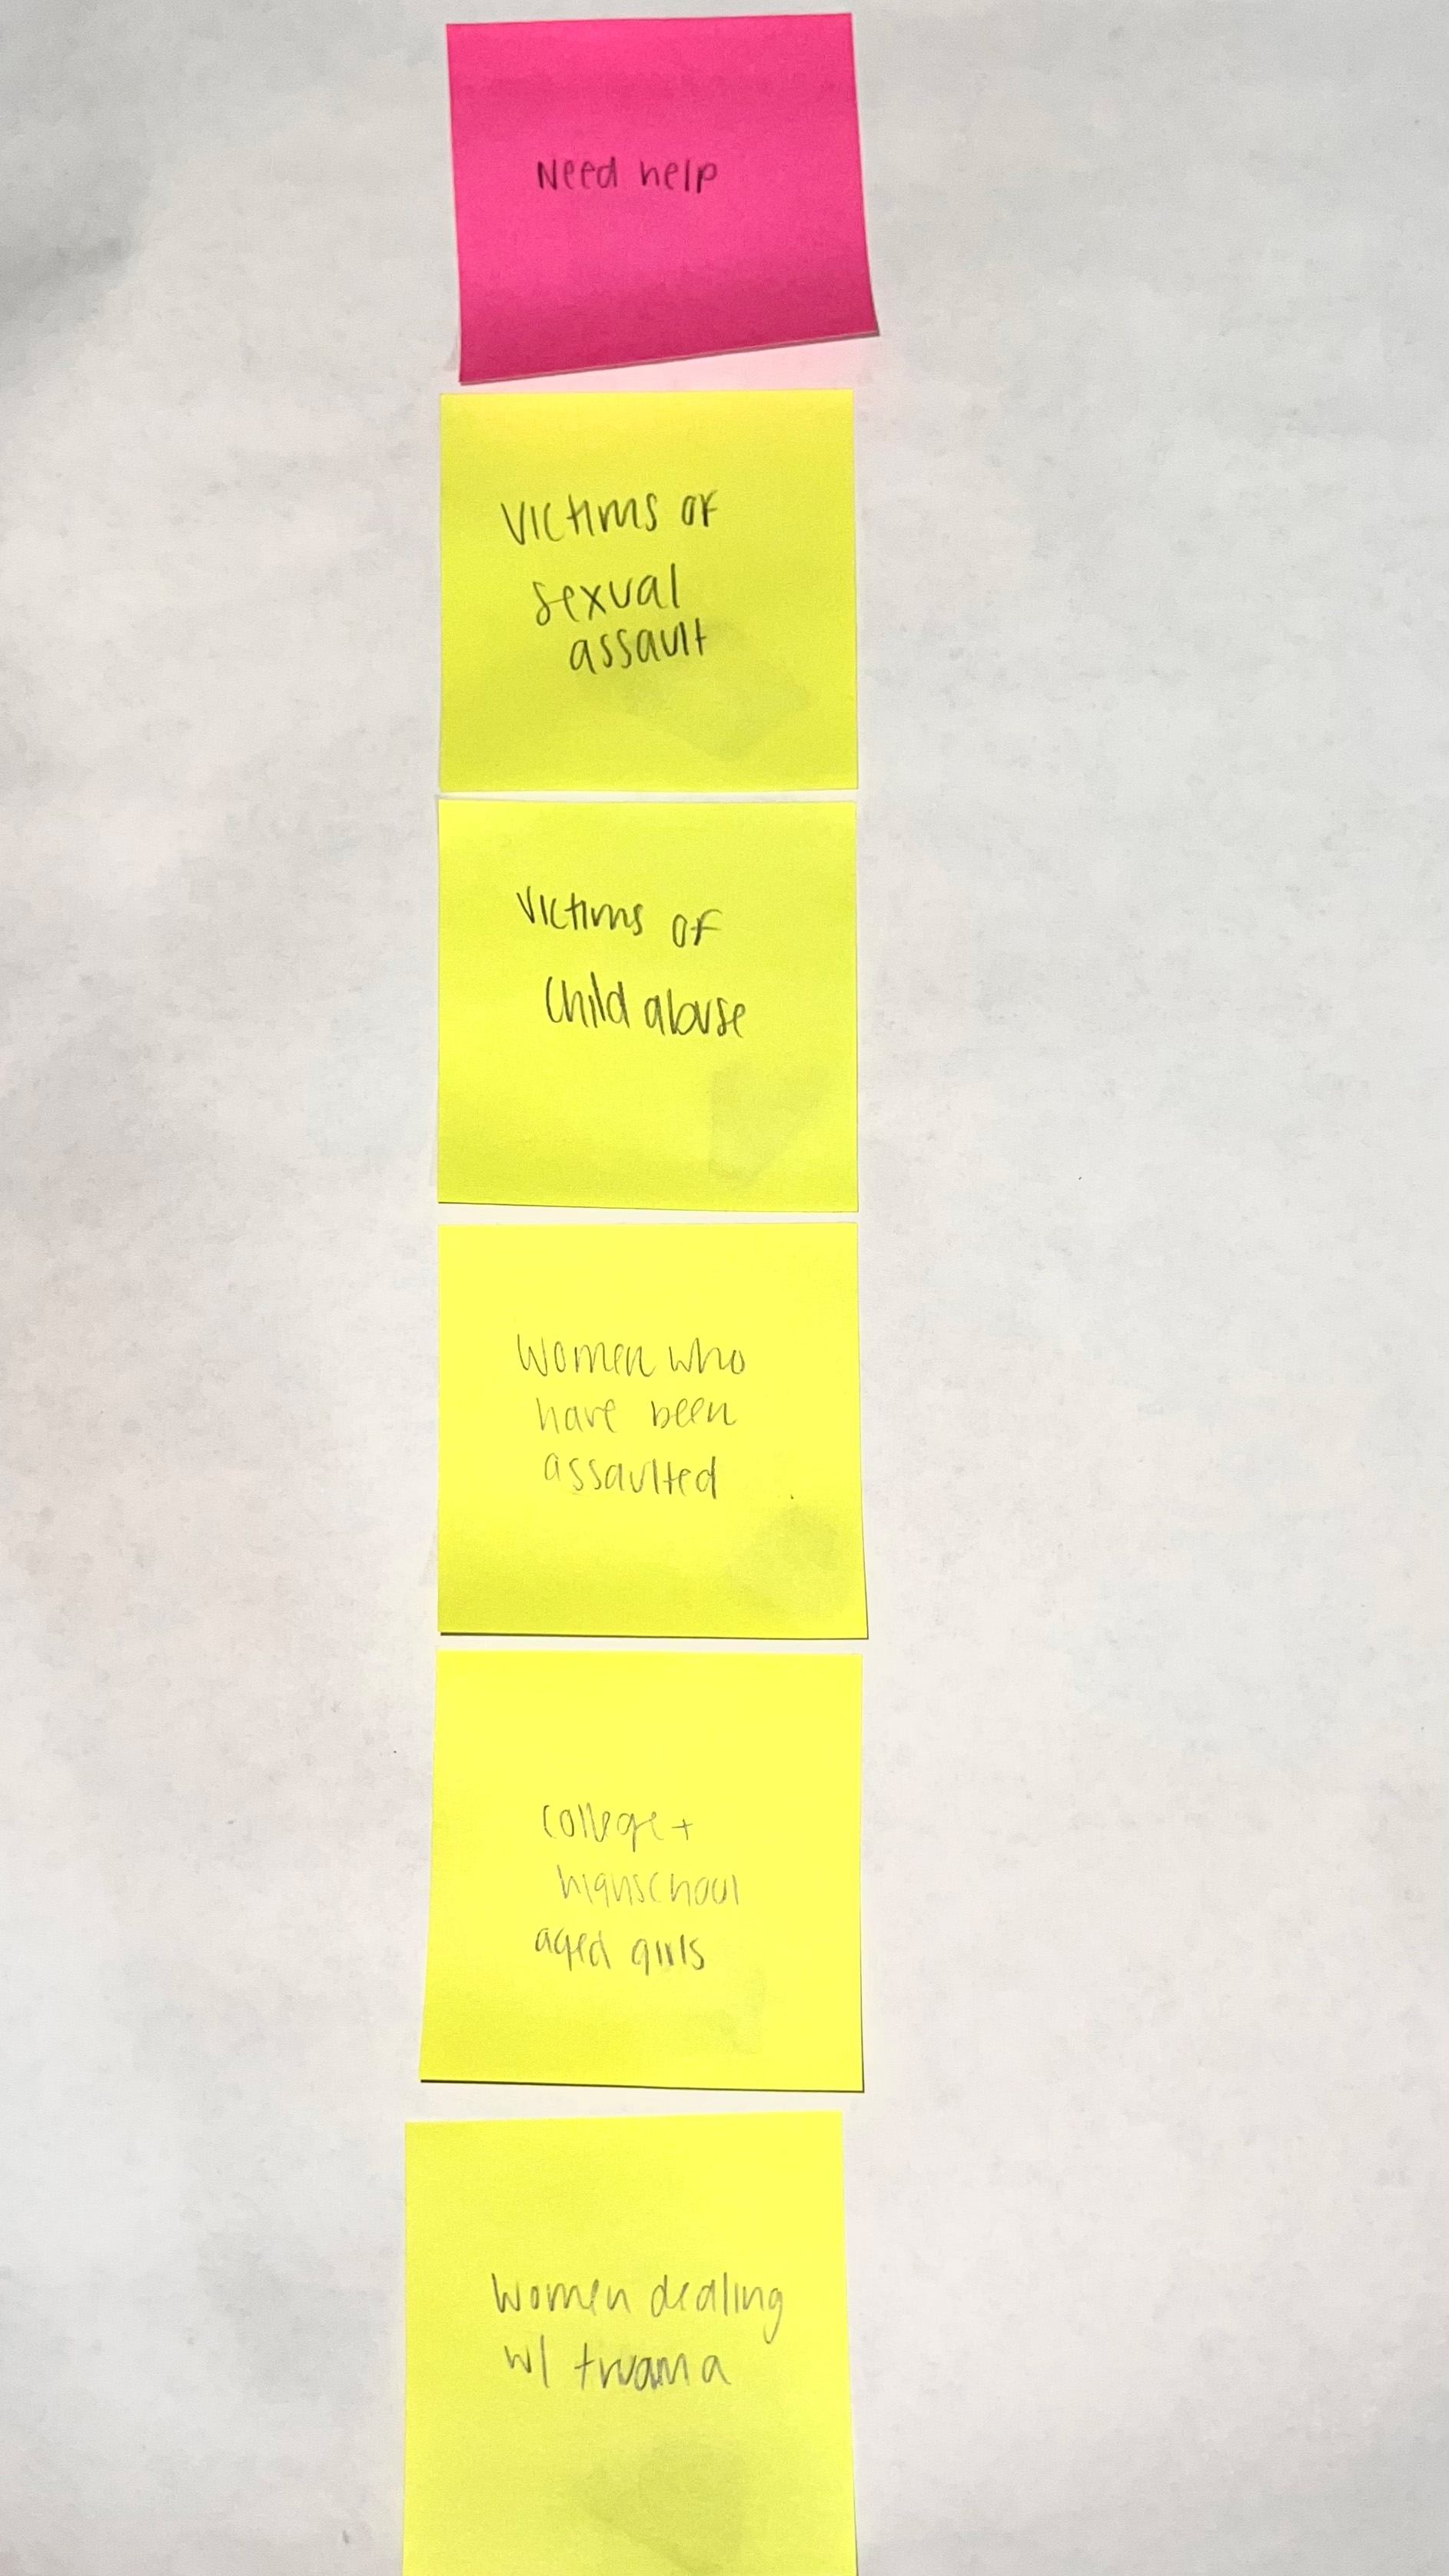 Need help
Victims of
sexual
assault
Victims of
Child abuse
Women who
have been
assaulted
College +
highschool
aged girls
Women dealing
w/ truama